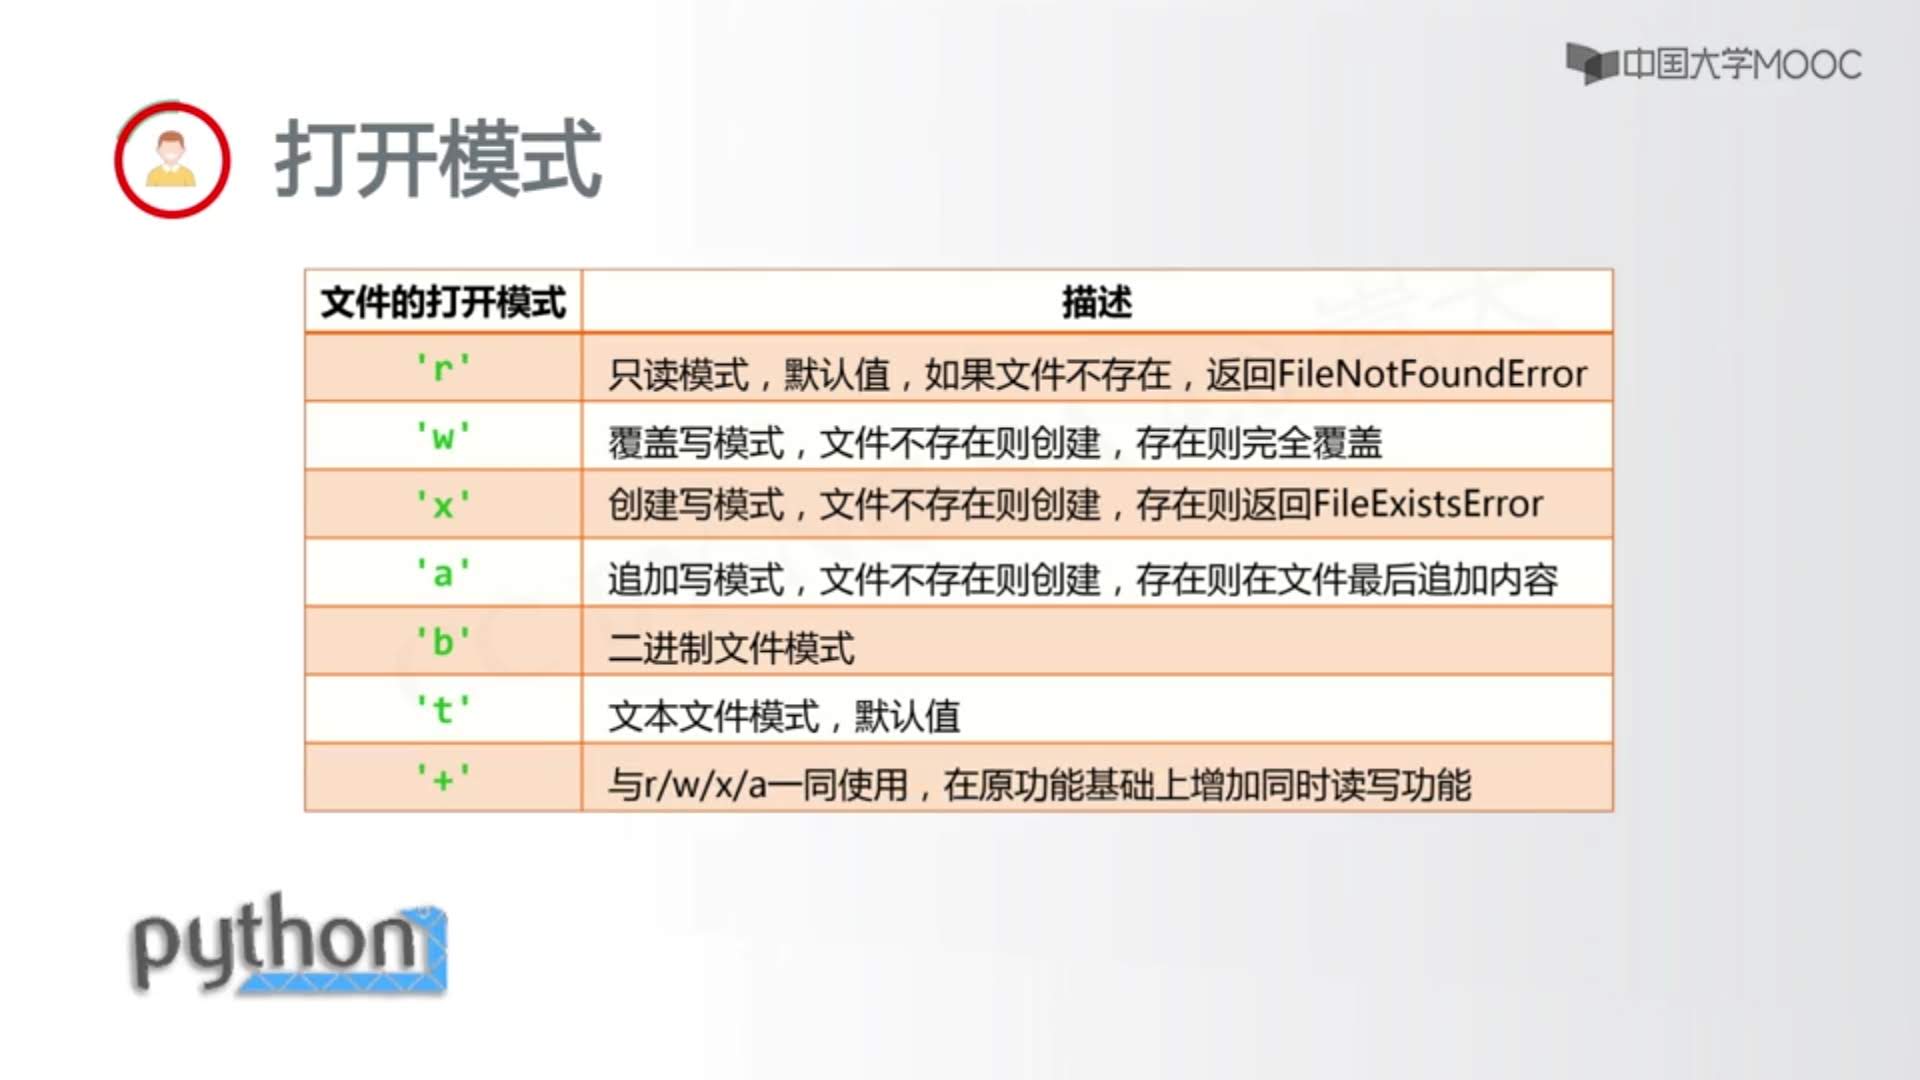 中国大学MOOC
打开模式
文件的打开模式 描述
'r' 只读模式，默认值，如果文件不存在，返回FileNotFoundError
'w' 覆盖写模式，文件不存在则创建，存在则完全覆盖
'x' 创建写模式，文件不存在则创建，存在则返回FileExistsError
'a' 追加写模式，文件不存在则创建，存在则在文件最后追加内容
'b' 二进制文件模式
't' 文本文件模式，默认值
'+' 与r/w/x/a一同使用，在原功能基础上增加同时读写功能
python